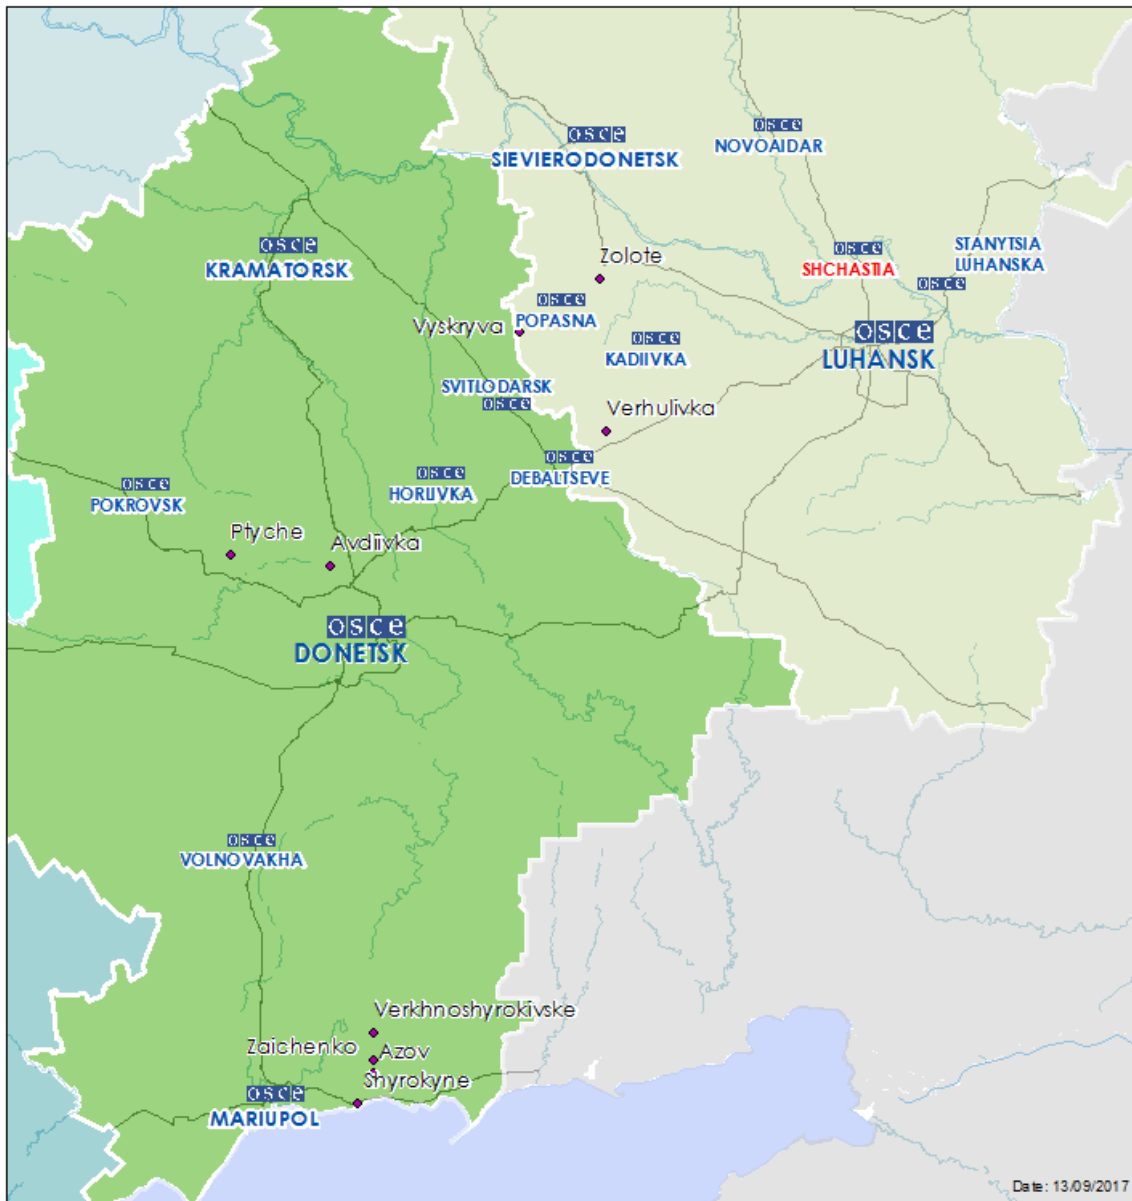 osce
SIEVIERODONETSK
osce
NOVOAIDAR
osce
KRAMATORSK
Zolote
osce
SHCHASTIA
STANYTSIA
LUHANSKA
osce
osce
POPASNA
Vyskryva
osce
KADIIVKA
osce
LUHANSK
SVITLODARSK
osce
Verhulivka
osce
DEBALTSEVE
osce
HORLIVKA
osce
POKROVSK
Ptyche
Avdiivka
osce
DONETSK
osce
VOLNOVAKHA
Verkhnoshyrokivske
Zaichenko
Azov
Shyrokyne
osce
MARIUPOL
Date: 13/09/2017